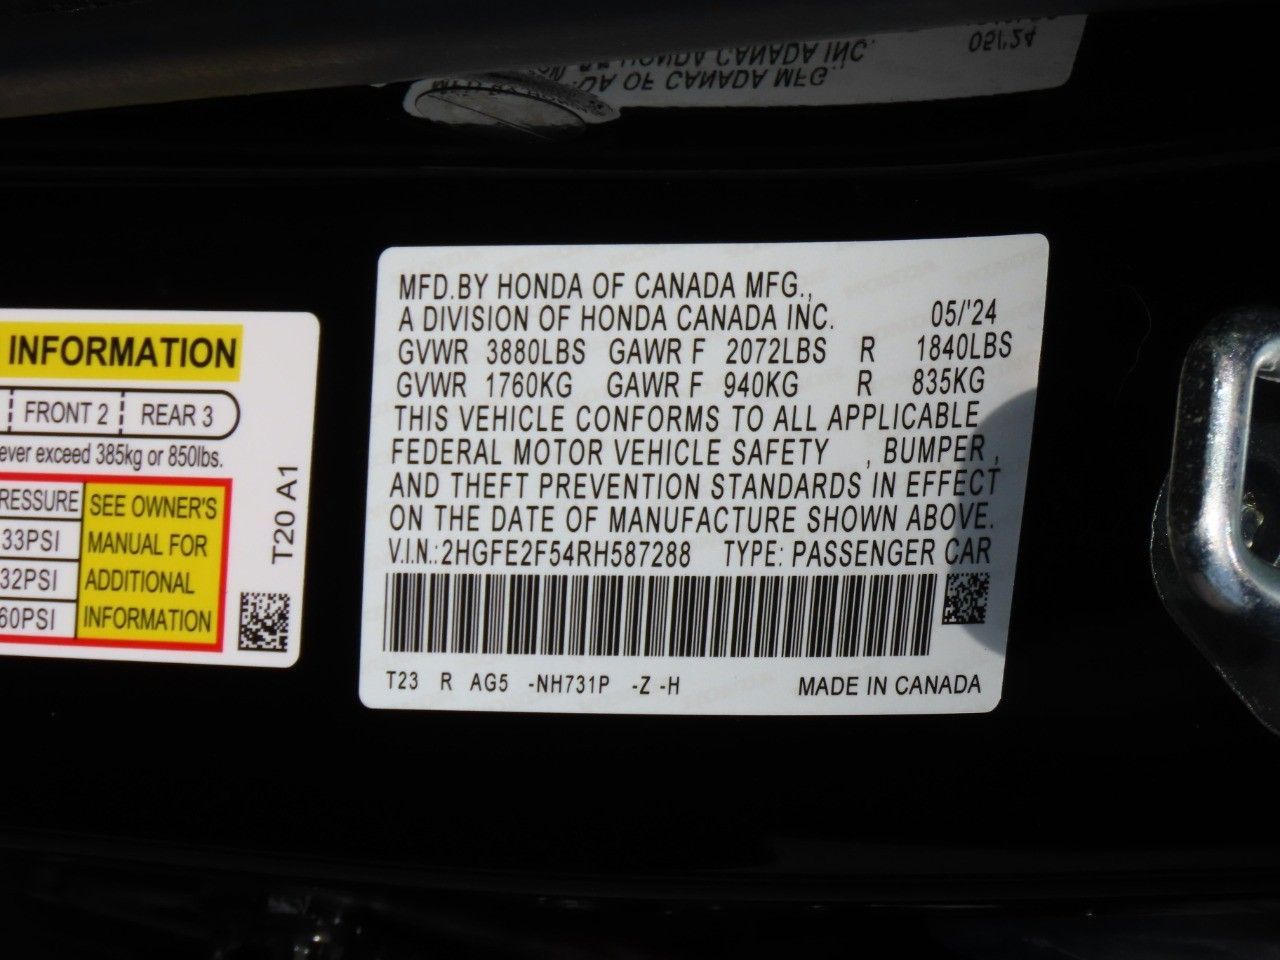 05/'24
HONDA CANADA INC.
OF CANADA MFG.,
INFORMATION
FRONT 2
REAR 3
ever exceed 385kg or 850lbs.
RESSURE
33PSI
32PSI
60PSI
SEE OWNER'S
MANUAL FOR
ADDITIONAL
INFORMATION
T20 A1
MFD.BY HONDA OF CANADA MFG.,
A DIVISION OF HONDA CANADA INC. 05/'24
GVWR 3880LBS GAWR F 2072LBS R 1840LBS
GVWR 1760KG GAWR F 940KG R 835KG
THIS VEHICLE CONFORMS TO ALL APPLICABLE
FEDERAL MOTOR VEHICLE SAFETY , BUMPER ,
AND THEFT PREVENTION STANDARDS IN EFFECT
ON THE DATE OF MANUFACTURE SHOWN ABOVE.
V.I.N.:2HGFE2F54RH587288 TYPE: PASSENGER CAR
T23 R AG5 -NH731P -Z -H MADE IN CANADA